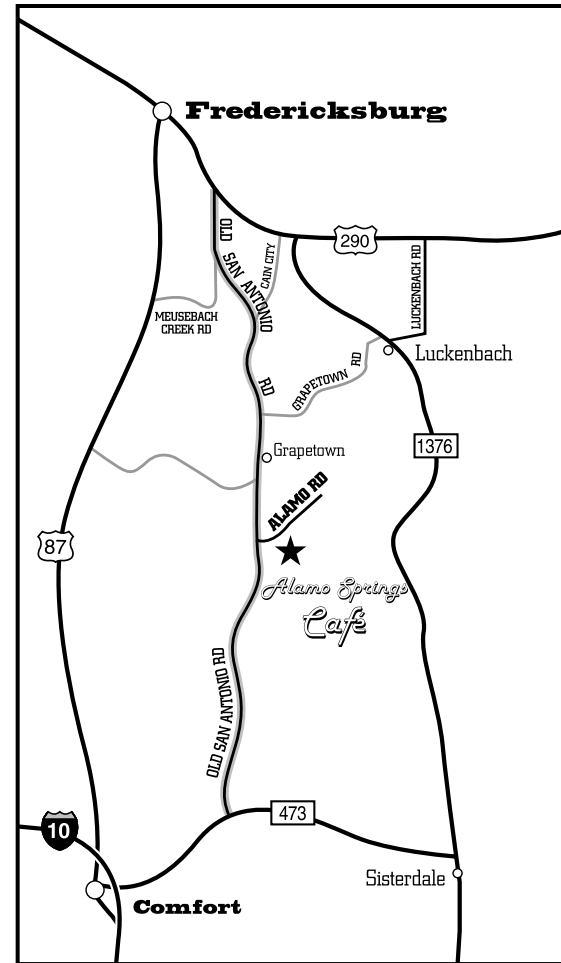 Fredericksburg
290
OLD
SAN ANTONIO
RD
CAIN CITY
LUCKENBACH RD
MEUSEBACH
CREEK RD
Luckenbach
GRAPETOWN RD
1376
Grapetown
ALAMO RD
87
Alamo Springs
Café
OLD SAN ANTONIO RD
473
10
Sisterdale
Comfort